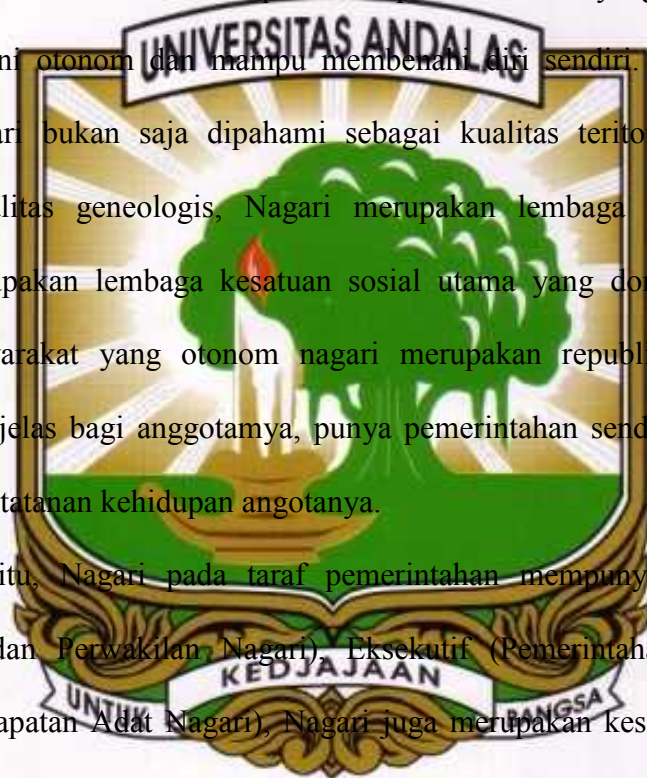 UNIVERSITAS ANDALAS
ni otonom dan mampu membenahi diri sendiri.
ari bukan saja dipahami sebagai kualitas terito
litas geneologis, Nagari merupakan lembaga
pakan lembaga kesatuan sosial utama yang do
arakat yang otonom nagari merupakan republi
jelas bagi anggotamya, punya pemerintahan send
tatanan kehidupan angotanya.
itu, Nagari pada taraf pemerintahan mempuny
dan Perwakilan Nagari), Eksekutif (Pemerintaha
KEDJAJAAN
UNTUK BANGSA
apatan Adat Nagari), Nagari juga merupakan kes